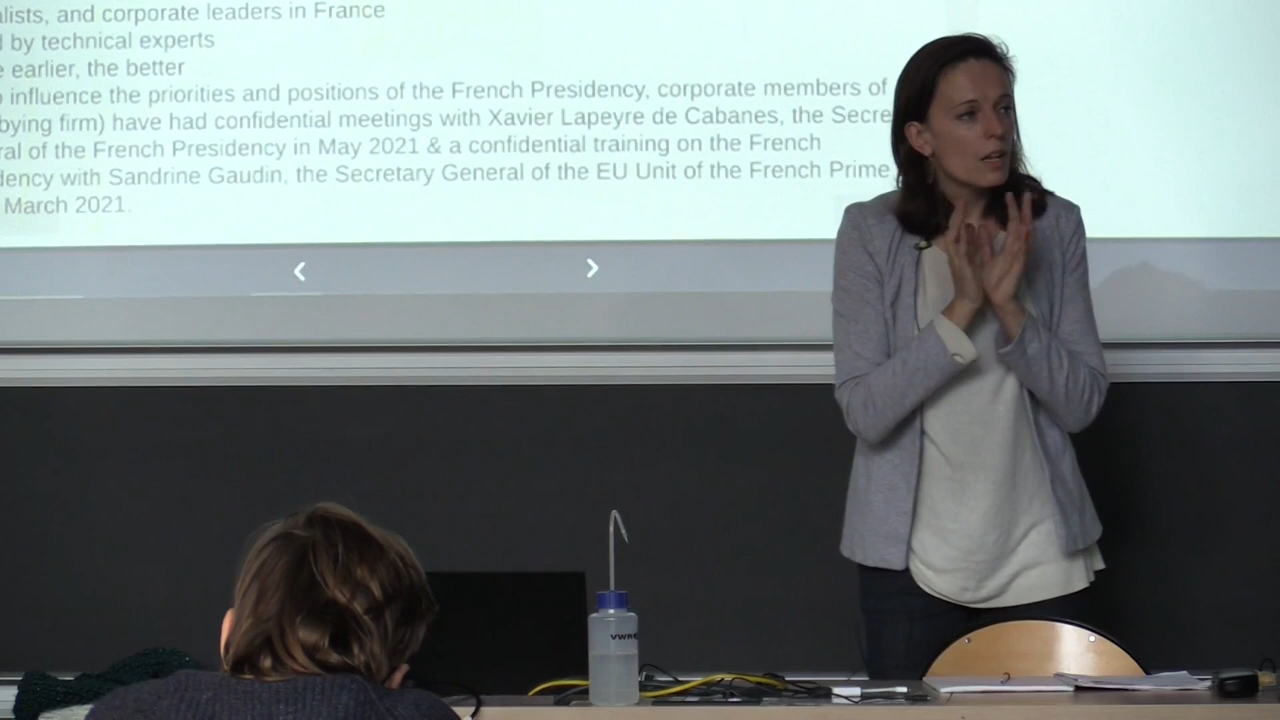 alists, and corporate leaders in France
by technical experts
earlier, the better
influence the priorities and positions of the French Presidency, corporate members of
bying firm) have had confidential meetings with Xavier Lapeyre de Cabanes, the Secre
ral of the French Presidency in May 2021 & a confidential training on the French
dency with Sandrine Gaudin, the Secretary General of the EU Unit of the French Prime
March 2021.
VWR